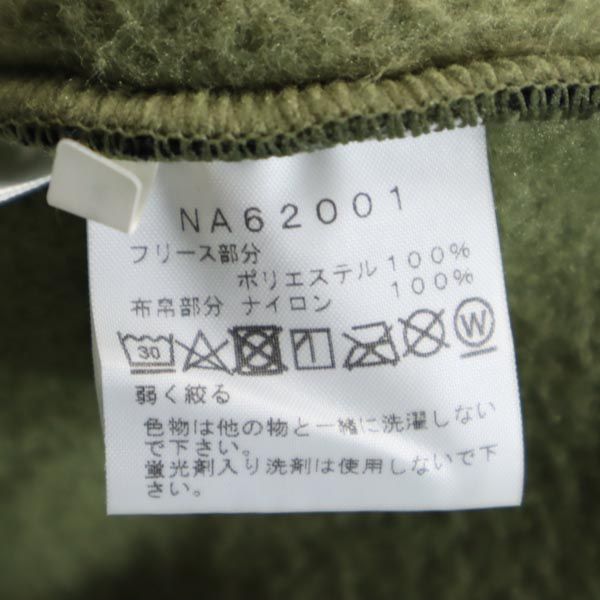 NA62001
フリース部分
ポリエステル 100%
布帛部分 ナイロン 100%
30 W
弱く絞る
色物は他の物と一緒に洗濯しない
で下さい。
蛍光剤入り洗剤は使用しないで下
さい。